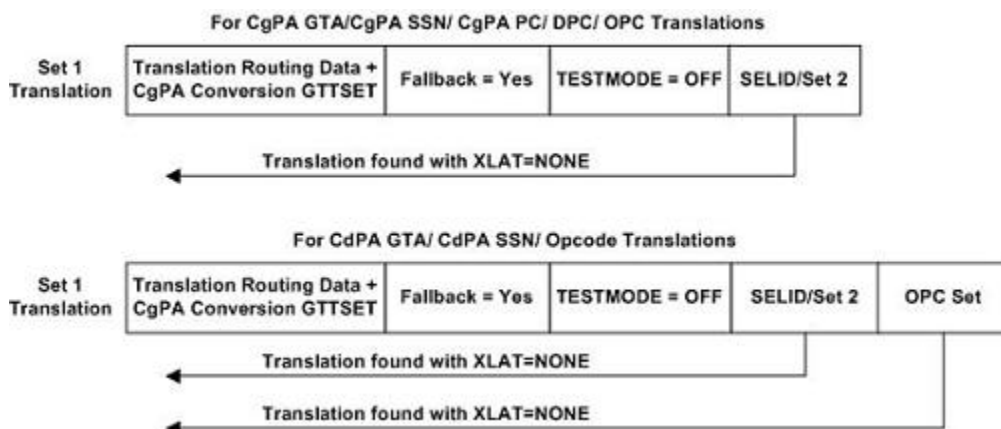 For CgPA GTA/CgPA SSN/ CgPA PC/ DPC/ OPC Translations
Set 1
Translation
Translation Routing Data +
CgPA Conversion GTTSET
Fallback = Yes
TESTMODE = OFF
SELID/Set 2
Translation found with XLAT=NONE
For CdPA GTA/ CdPA SSN/ Opcode Translations
Set 1
Translation
Translation Routing Data +
CgPA Conversion GTTSET
Fallback = Yes
TESTMODE = OFF
SELID/Set 2
OPC Set
Translation found with XLAT=NONE
Translation found with XLAT=NONE